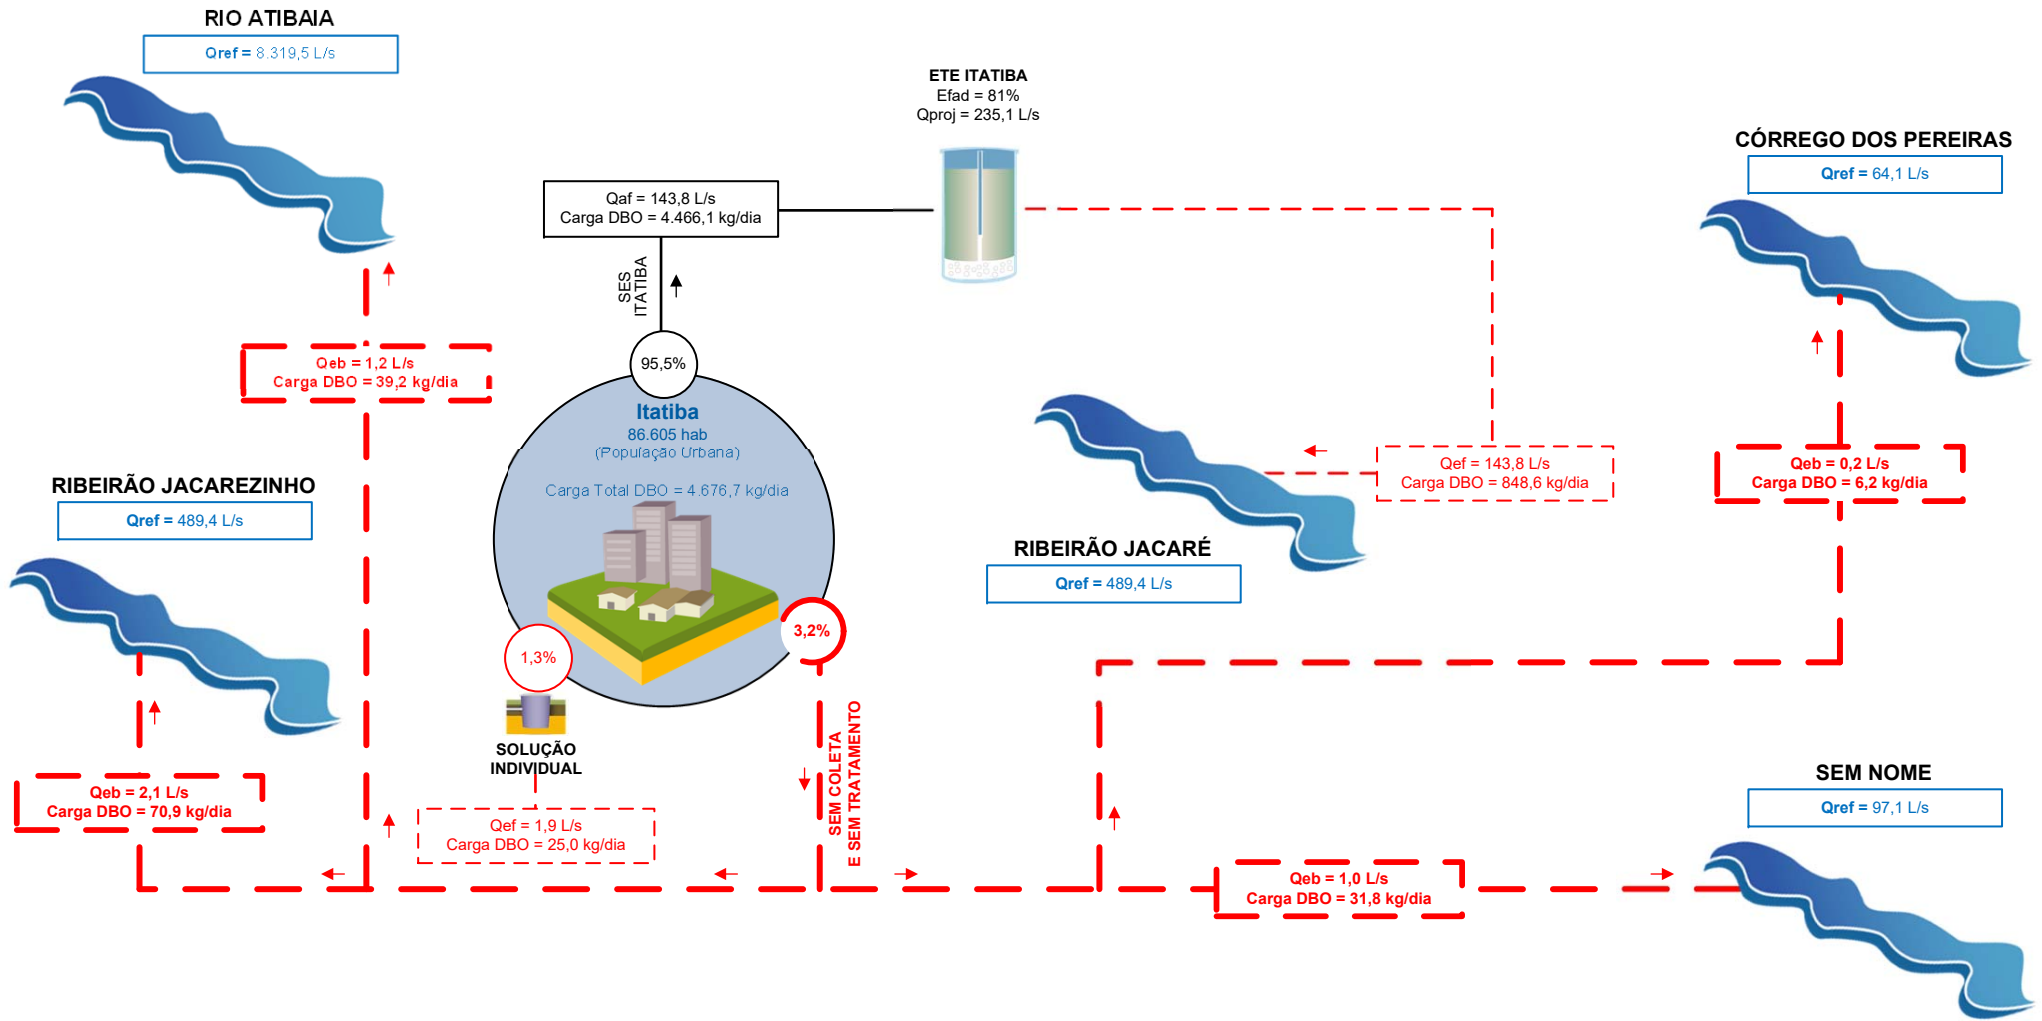 RIO ATIBAIA
Qref = 8.319,5 L/s
ETE ITATIBA
Efad = 81%
Qproj = 235,1 L/s
CÓRREGO DOS PEREIRAS
Qref = 64,1 L/s
Qaf = 143,8 L/s
Carga DBO = 4.466,1 kg/dia
SES
ITATIBA
95,5%
Qeb = 1,2 L/s
Carga DBO = 39,2 kg/dia
Itatiba
86.605 hab
(População Urbana)
Carga Total DBO = 4.676,7 kg/dia
Qef = 143,8 L/s
Carga DBO = 848,6 kg/dia
Qeb = 0,2 L/s
Carga DBO = 6,2 kg/dia
RIBEIRÃO JACAREZINHO
Qref = 489,4 L/s
RIBEIRÃO JACARÉ
Qref = 489,4 L/s
3,2%
1,3%
SOLUÇÃO
INDIVIDUAL
SEM COLETA
E SEM TRATAMENTO
Qeb = 2,1 L/s
Carga DBO = 70,9 kg/dia
Qef = 1,9 L/s
Carga DBO = 25,0 kg/dia
SEM NOME
Qref = 97,1 L/s
Qeb = 1,0 L/s
Carga DBO = 31,8 kg/dia